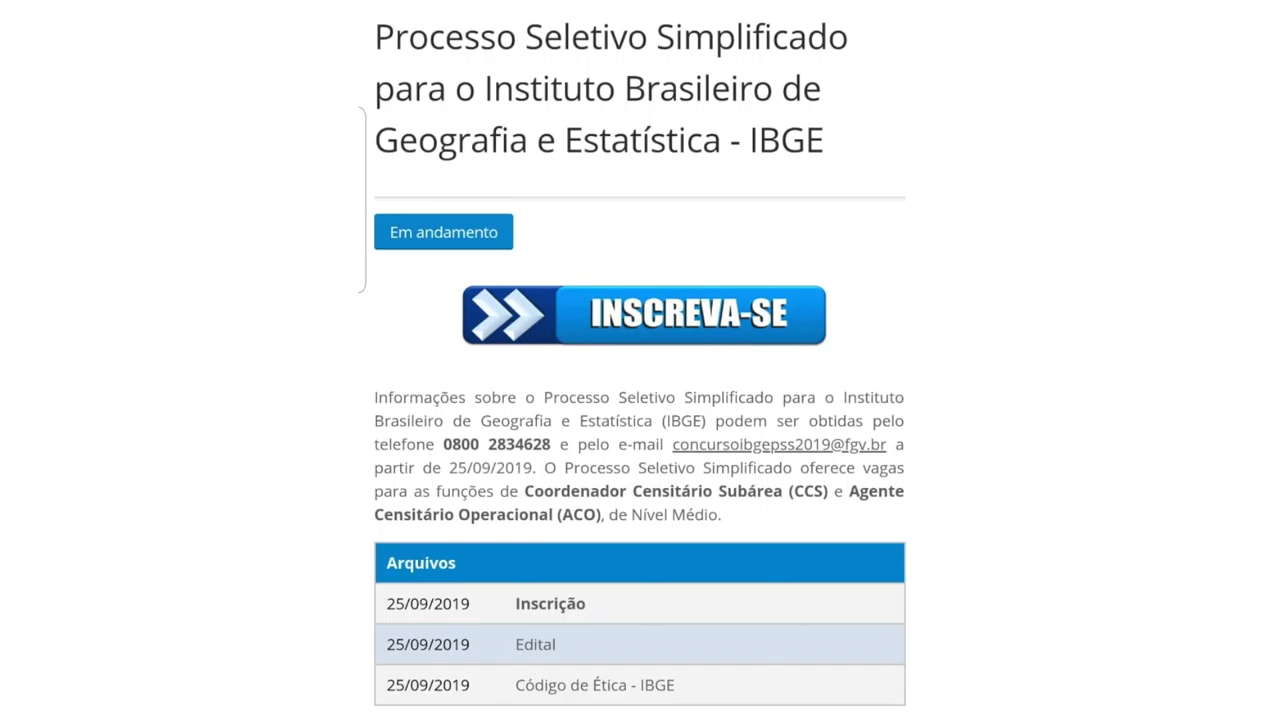 Processo Seletivo Simplificado
para o Instituto Brasileiro de
Geografia e Estatística - IBGE
Em andamento
INSCREVA-SE
Informações sobre o Processo Seletivo Simplificado para o Instituto
Brasileiro de Geografia e Estatística (IBGE) podem ser obtidas pelo
telefone 0800 2834628 e pelo e-mail concursoibgepss2019@fgv.br a
partir de 25/09/2019. O Processo Seletivo Simplificado oferece vagas
para as funções de Coordenador Censitário Subárea (CCS) e Agente
Censitário Operacional (ACO), de Nível Médio.
Arquivos
25/09/2019 Inscrição
25/09/2019 Edital
25/09/2019 Código de Ética - IBGE